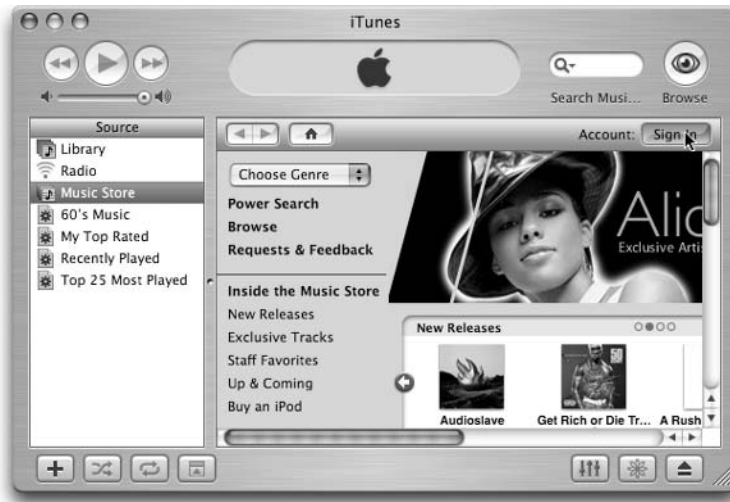 iTunes
Search Musi... Browse
Source
Library
Radio
Music Store
60's Music
My Top Rated
Recently Played
Top 25 Most Played
Account: Sign In
Choose Genre
Power Search
Browse
Requests & Feedback
Inside the Music Store
New Releases
Exclusive Tracks
Staff Favorites
Up & Coming
Buy an iPod
Alic
Exclusive Artis
New Releases
Audioslave
Get Rich or Die Tr...
A Rush